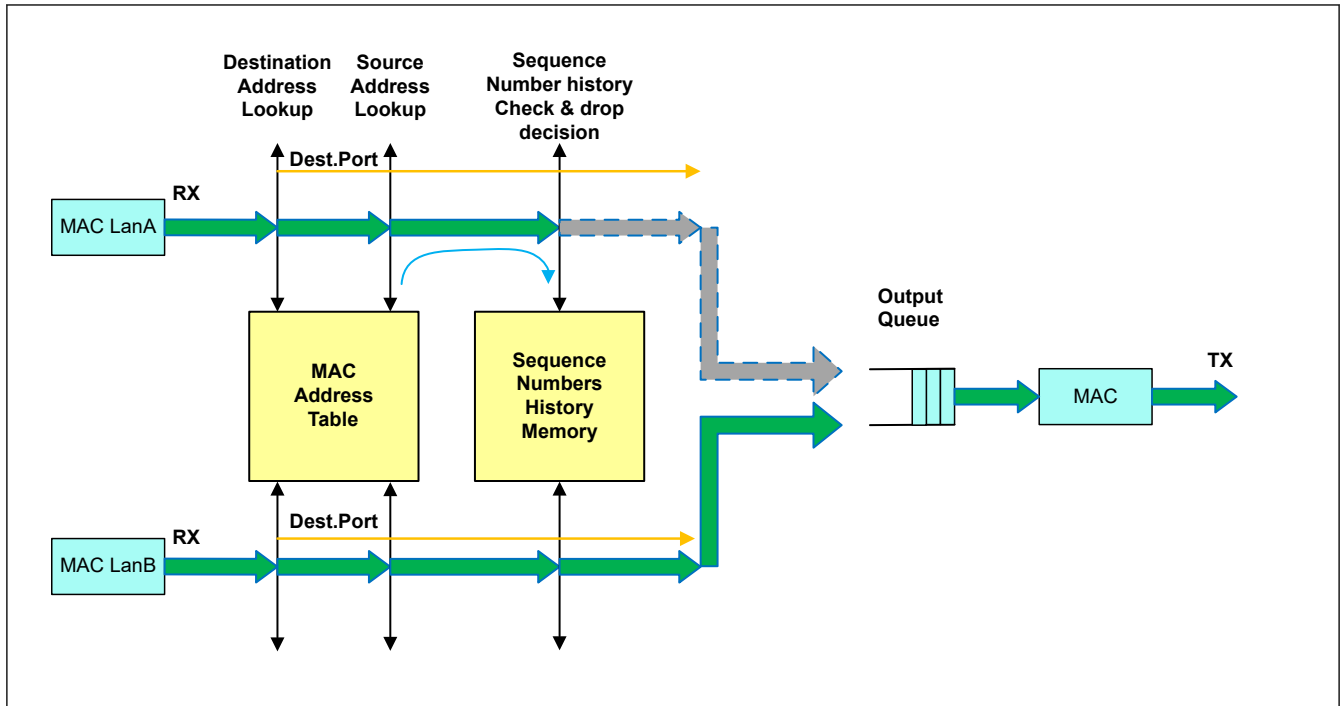 Destination
Address
Lookup
Source
Address
Lookup
Sequence
Number history
Check & drop
decision
Dest.Port
RX
MAC LanA
MAC
Address
Table
Sequence
Numbers
History
Memory
Output
Queue
MAC
TX
Dest.Port
RX
MAC LanB